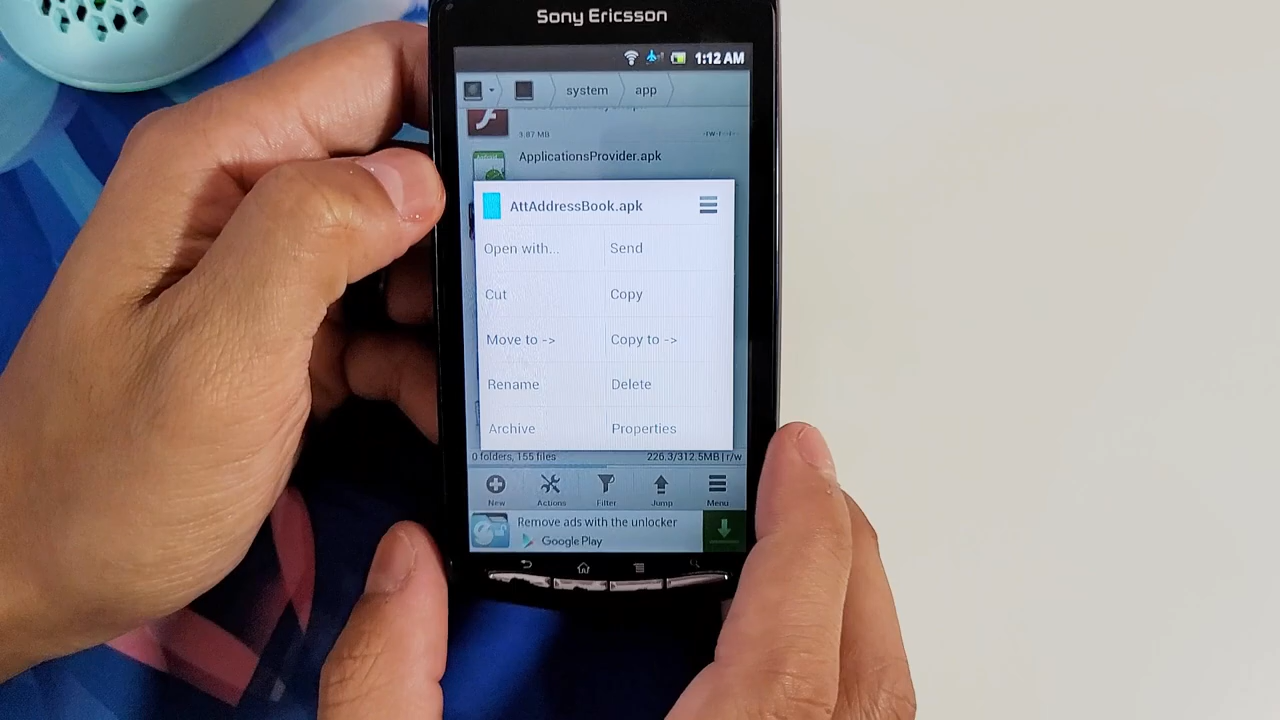 Sony Ericsson
1:12 AM
system app
3.87 MB
ApplicationsProvider.apk
AttAddressBook.apk
Open with... Send
Cut Copy
Move to -> Copy to ->
Rename Delete
Archive Properties
0 folders, 155 files 226.3/312.5MB | r/w
New Actions Filter Jump Menu
Remove ads with the unlocker
Google Play